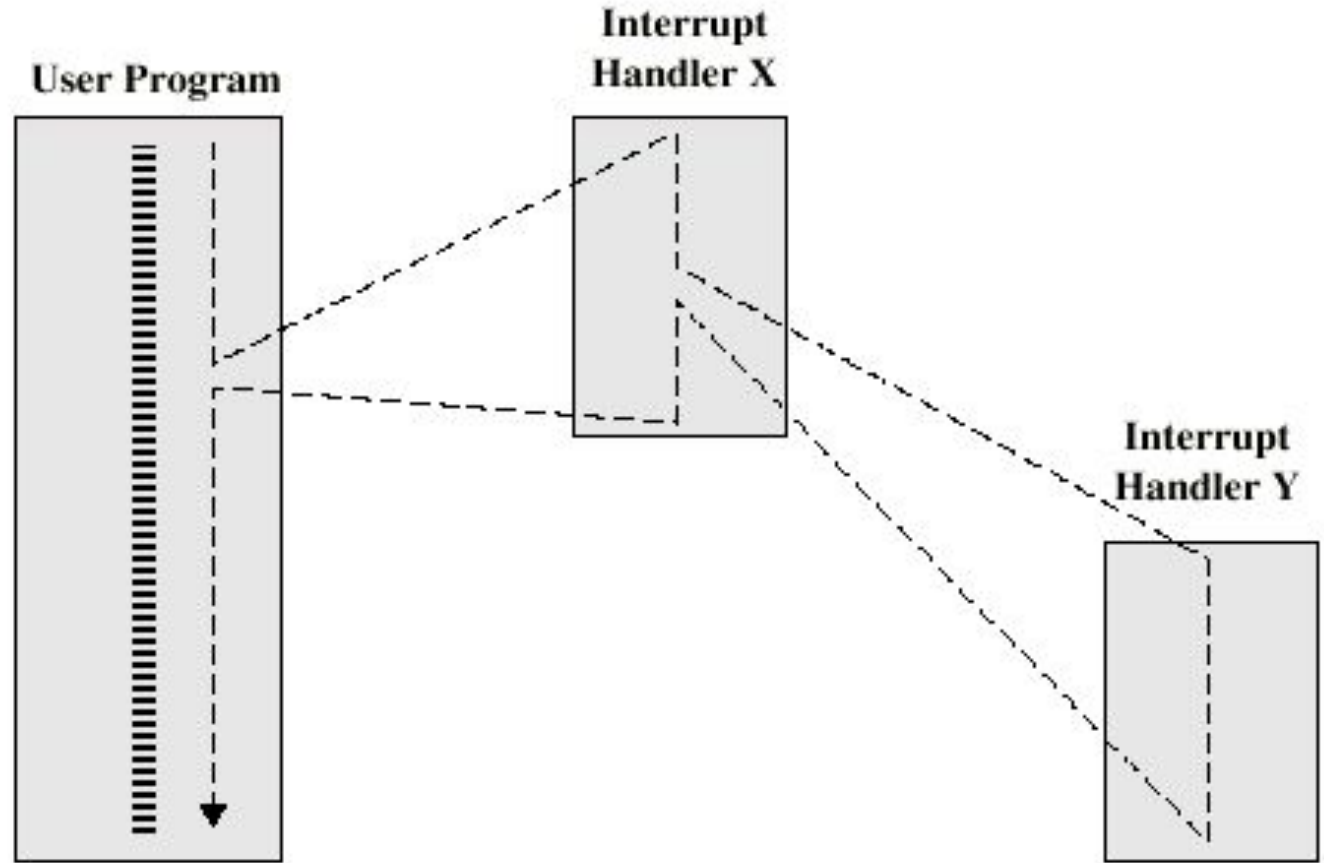 User Program
Interrupt
Handler X
Interrupt
Handler Y